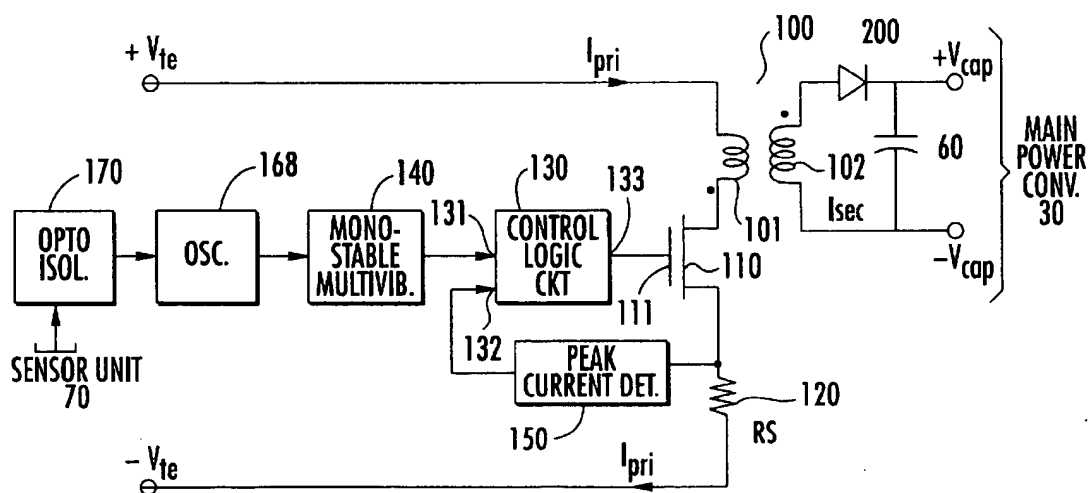 + Vte
Ipri
100
200
+Vcap
MAIN
POWER
CONV.
30
60
102
Isec
−Vcap
101
170
168
140
130
133
131
OPTO
ISOL.
OSC.
MONO-
STABLE
MULTIVIB.
CONTROL
LOGIC
CKT
110
111
132
SENSOR UNIT
70
PEAK
CURRENT DET.
150
120
RS
− Vte
Ipri